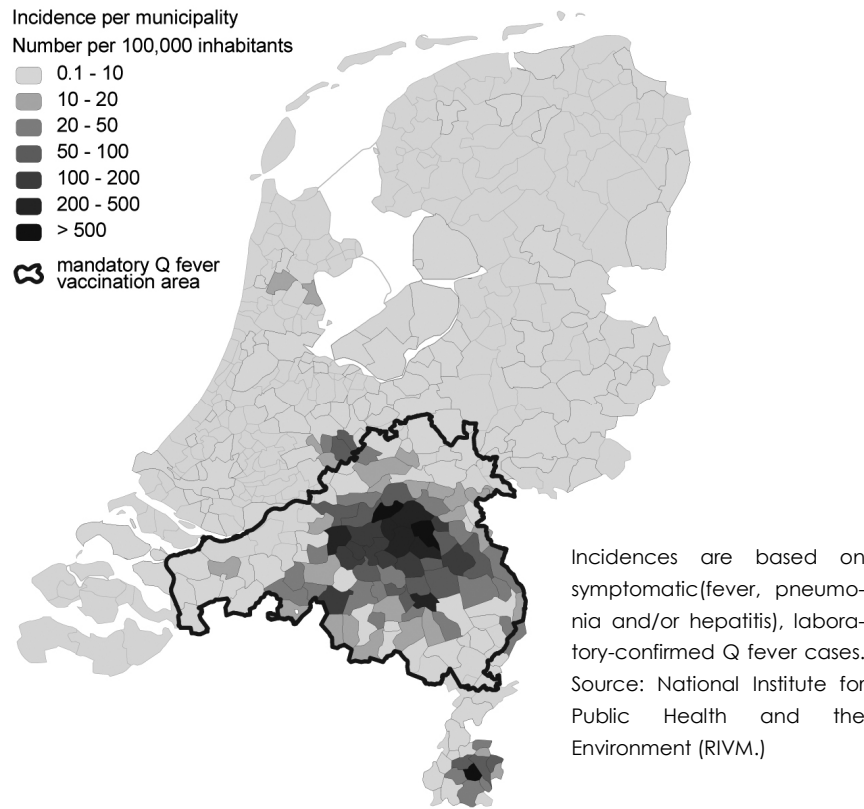 Incidence per municipality
Number per 100,000 inhabitants
0.1 - 10
10 - 20
20 - 50
50 - 100
100 - 200
200 - 500
> 500
mandatory Q fever
vaccination area
Incidences are based on
symptomatic(fever, pneumo-
nia and/or hepatitis), labora-
tory-confirmed Q fever cases.
Source: National Institute for
Public Health and the
Environment (RIVM.)